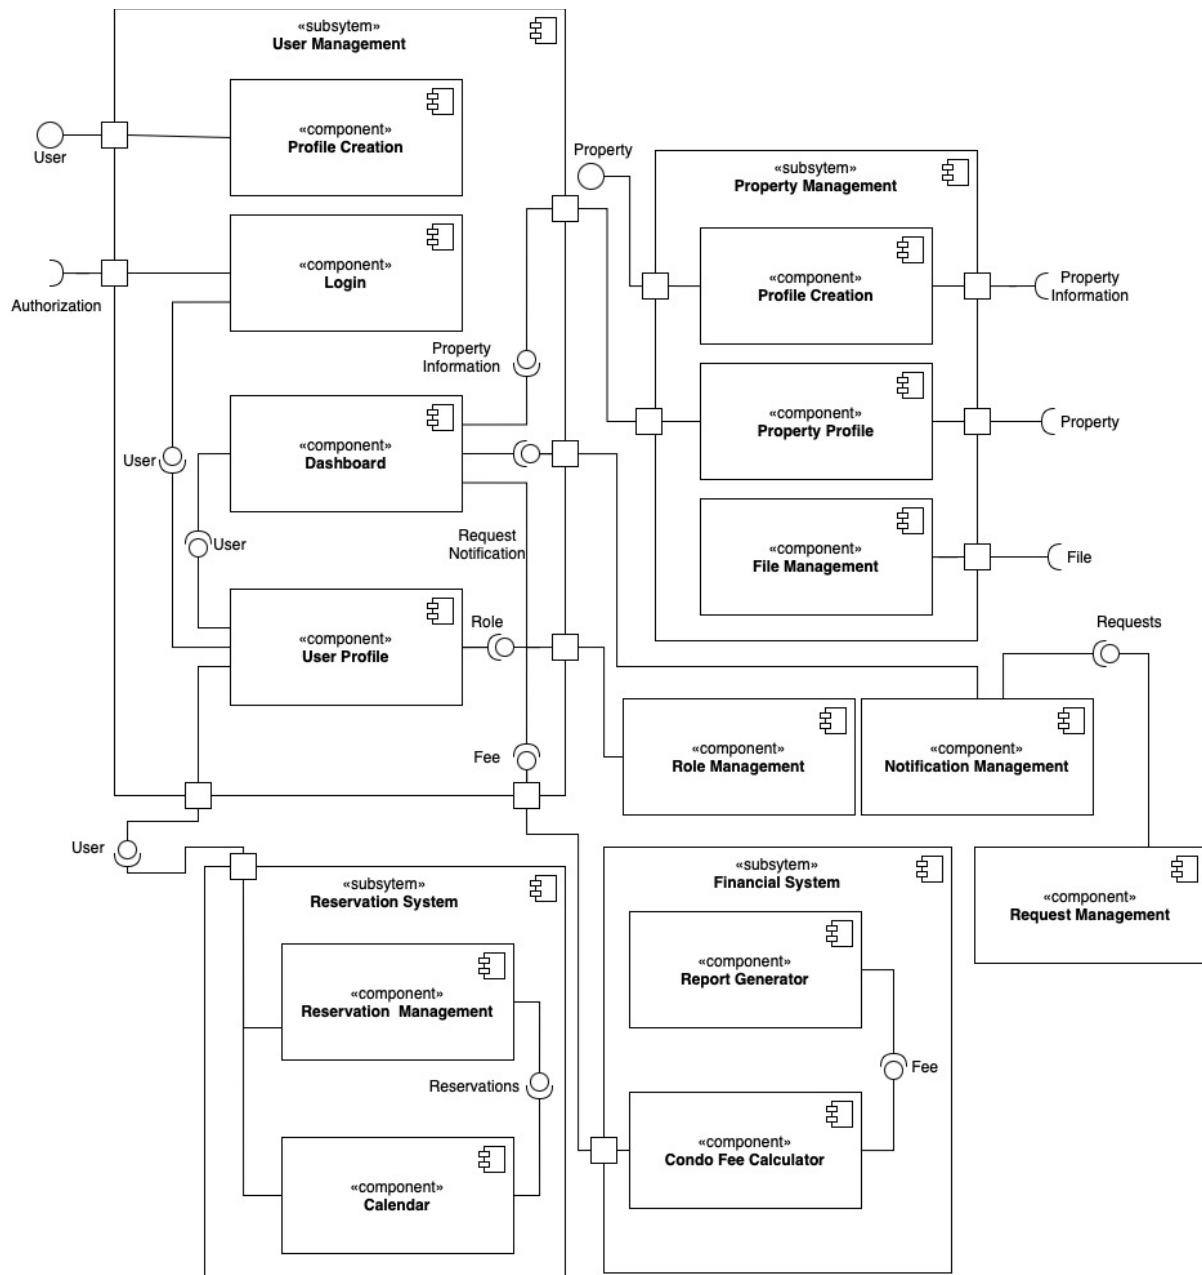 «subsytem»
User Management
«component»
Profile Creation
User
«component»
Login
Authorization
Property
Information
«component»
Dashboard
User
User
Request
Notification
«component»
User Profile
Role
Fee
User
Property
«subsytem»
Property Management
«component»
Profile Creation
Property
Information
«component»
Property Profile
Property
«component»
File Management
File
Requests
«component»
Role Management
«component»
Notification Management
«component»
Request Management
«subsytem»
Reservation System
«component»
Reservation Management
Reservations
«component»
Calendar
«subsytem»
Financial System
«component»
Report Generator
Fee
«component»
Condo Fee Calculator